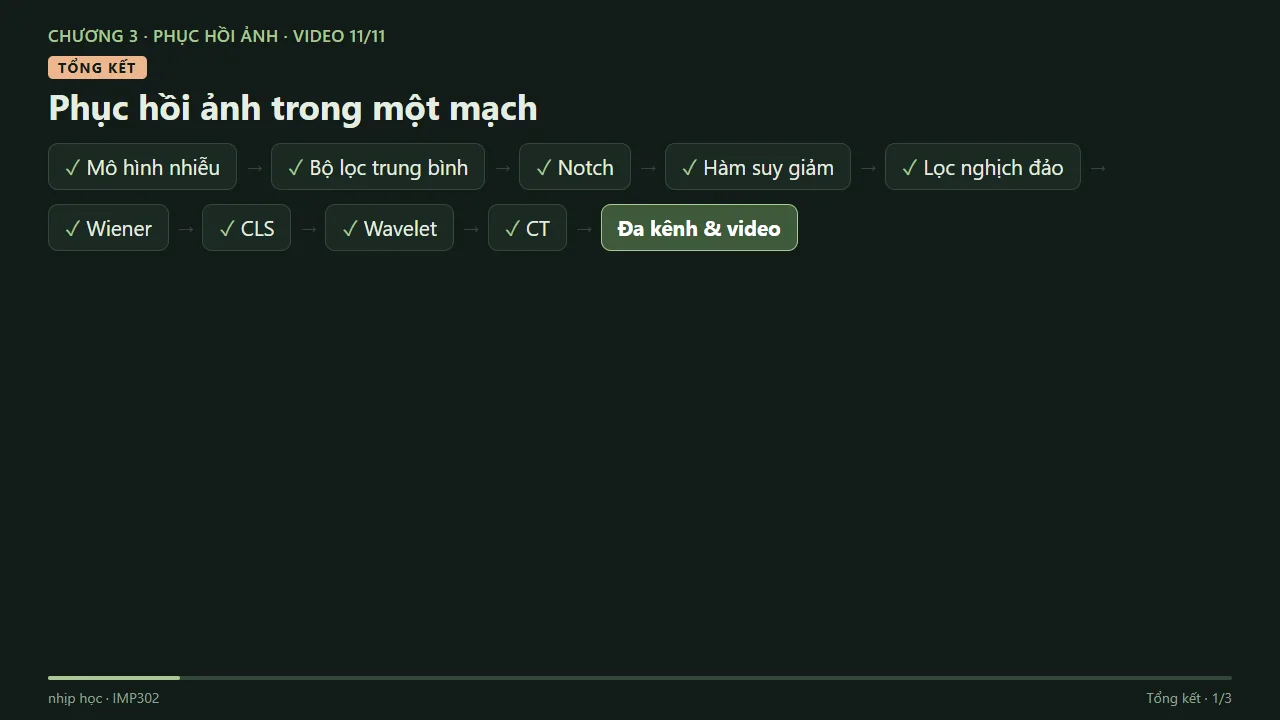 CHƯƠNG 3 · PHỤC HỒI ẢNH · VIDEO 11/11
TỔNG KẾT
Phục hồi ảnh trong một mạch
✓ Mô hình nhiễu → ✓ Bộ lọc trung bình → ✓ Notch → ✓ Hàm suy giảm → ✓ Lọc nghịch đảo →
✓ Wiener → ✓ CLS → ✓ Wavelet → ✓ CT → Đa kênh & video
nhịp học · IMP302
Tổng kết · 1/3